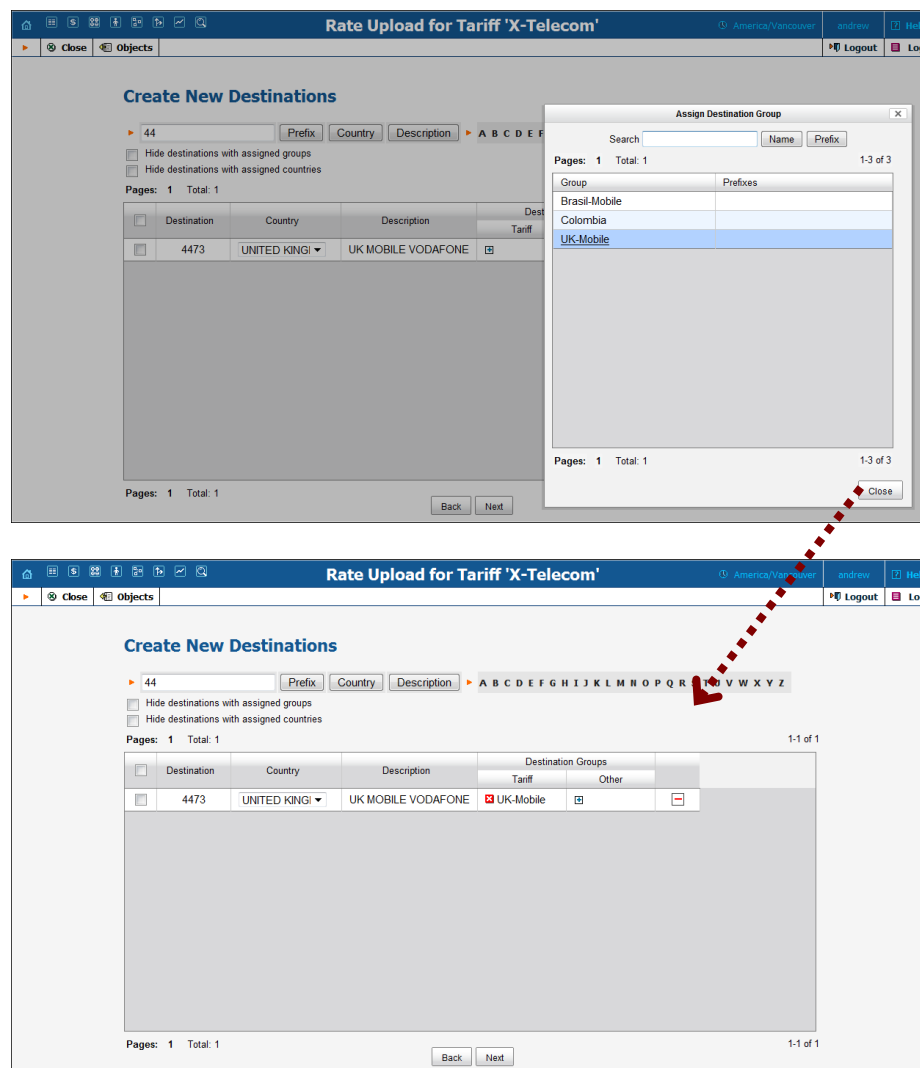 Rate Upload for Tariff 'X-Telecom' America/Vancouver andrew ? Hel
Close Objects Logout Lo
Create New Destinations
44 Prefix Country Description A B C D E F
Hide destinations with assigned groups
Hide destinations with assigned countries
Pages: 1 Total: 1
Destination Country Description Dest
Tariff
4473 UNITED KINGI UK MOBILE VODAFONE
Pages: 1 Total: 1
Back Next
Assign Destination Group
Search Name Prefix
Pages: 1 Total: 1 1-3 of 3
Group Prefixes
Brasil-Mobile
Colombia
UK-Mobile
Pages: 1 Total: 1 1-3 of 3
Close
Rate Upload for Tariff 'X-Telecom' America/Vancouver andrew ? Hel
Close Objects Logout Lo
Create New Destinations
44 Prefix Country Description A B C D E F G H I J K L M N O P Q R S T U V W X Y Z
Hide destinations with assigned groups
Hide destinations with assigned countries
Pages: 1 Total: 1 1-1 of 1
Destination Country Description Destination Groups
Tariff Other
4473 UNITED KINGI UK MOBILE VODAFONE UK-Mobile
Pages: 1 Total: 1 1-1 of 1
Back Next